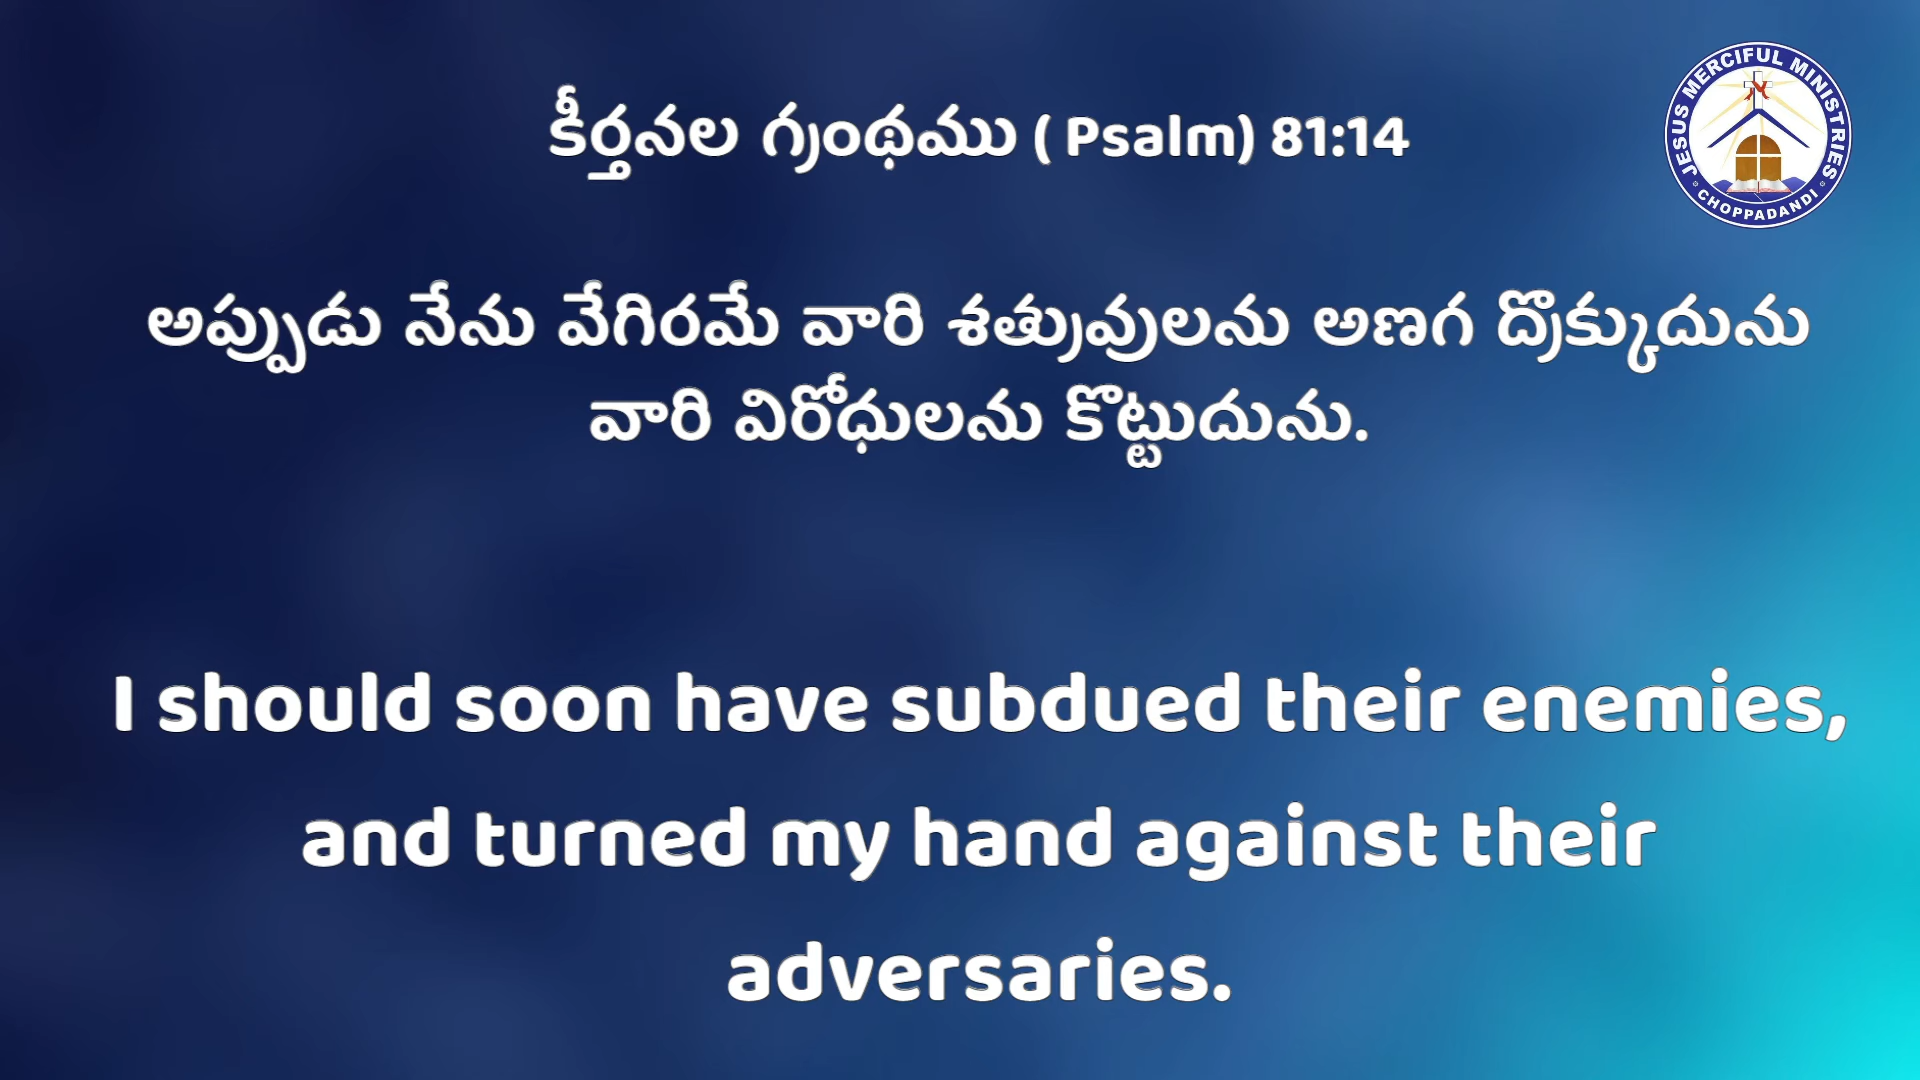 కీర్తనల గ్రంథము ( Psalm) 81:14
JESUS MERCIFUL MINISTRIES
CHOPPADANDI
అప్పుడు నేను వేగిరమే వారి శత్రువులను అణగ ద్రొక్కుదును
వారి విరోధులను కొట్టుదును.
I should soon have subdued their enemies,
and turned my hand against their
adversaries.